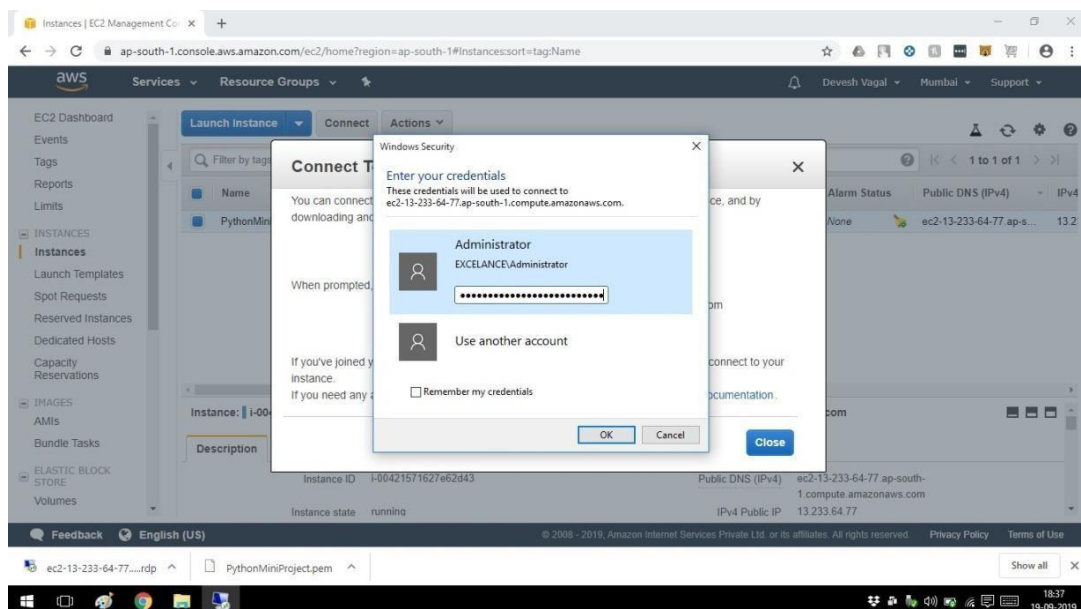 Instances | EC2 Management Co
ap-south-1.console.aws.amazon.com/ec2/home?region=ap-south-1#Instances:sort=tag:Name
aws
Services
Resource Groups
Devesh Vagal
Mumbai
Support
EC2 Dashboard
Events
Tags
Reports
Limits
INSTANCES
Instances
Launch Templates
Spot Requests
Reserved Instances
Dedicated Hosts
Capacity
Reservations
IMAGES
AMIs
Bundle Tasks
ELASTIC BLOCK
STORE
Volumes
Launch Instance
Connect
Actions
Filter by tags
1 to 1 of 1
Name
Alarm Status
Public DNS (IPv4)
IPv4
PythonMin
None
ec2-13-233-64-77.ap-s...
13.2
Connect T
You can connect
ce, and by
downloading and
When prompted,
om
If you've joined y
connect to your
instance.
If you need any a
ocumentation.
Close
Windows Security
Enter your credentials
These credentials will be used to connect to
ec2-13-233-64-77.ap-south-1.compute.amazonaws.com.
Administrator
EXCELANCE\Administrator
Use another account
Remember my credentials
OK
Cancel
Instance:
i-004
com
Description
Instance ID
i-00421571627e62d43
Public DNS (IPv4)
ec2-13-233-64-77.ap-south-
1.compute.amazonaws.com
Instance state
running
IPv4 Public IP
13.233.64.77
Feedback
English (US)
© 2008 - 2019, Amazon Internet Services Private Ltd. or its affiliates. All rights reserved.
Privacy Policy
Terms of Use
ec2-13-233-64-77.....rdp
PythonMiniProject.pem
Show all
18:37
19-09-2019